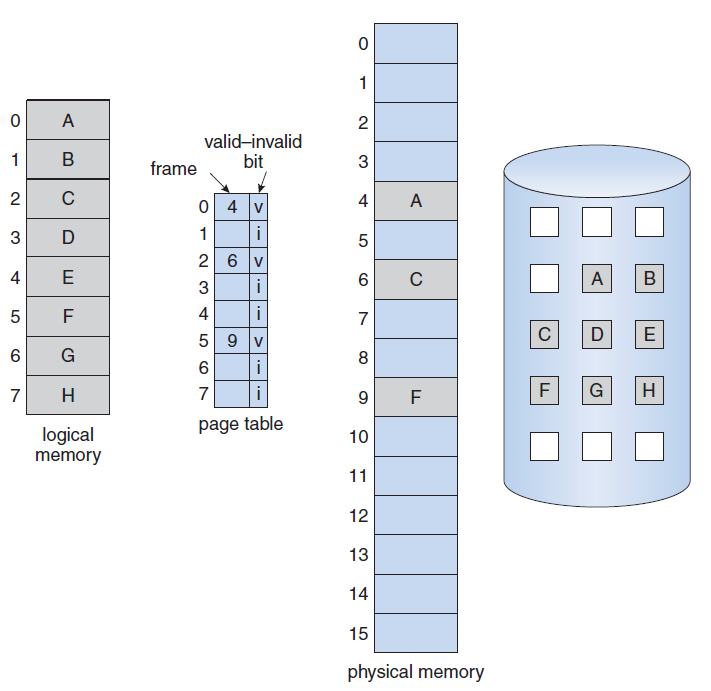 0 A
1 B
2 C
3 D
4 E
5 F
6 G
7 H
logical
memory
valid–invalid
bit
frame
0 4 v
1 i
2 6 v
3 i
4 i
5 9 v
6 i
7 i
page table
0
1
2
3
4 A
5
6 C
7
8
9 F
10
11
12
13
14
15
physical memory
A B
C D E
F G H